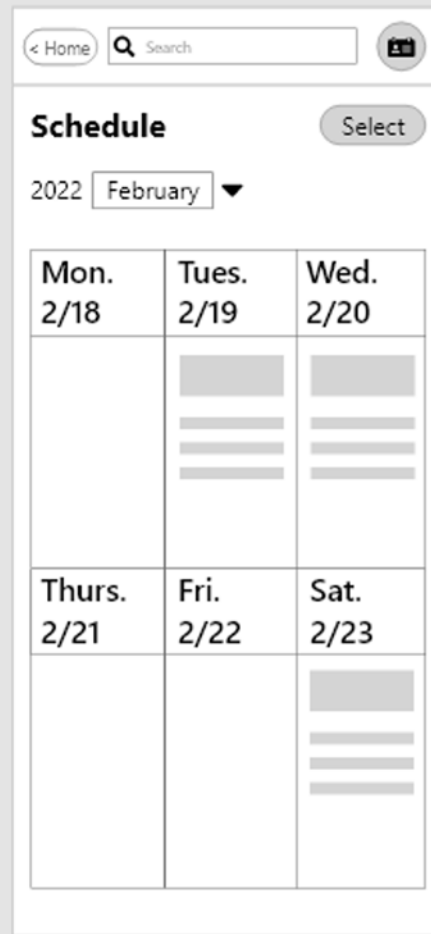 < Home Search
Schedule Select
2022 February
Mon. Tues. Wed.
2/18 2/19 2/20
Thurs. Fri. Sat.
2/21 2/22 2/23